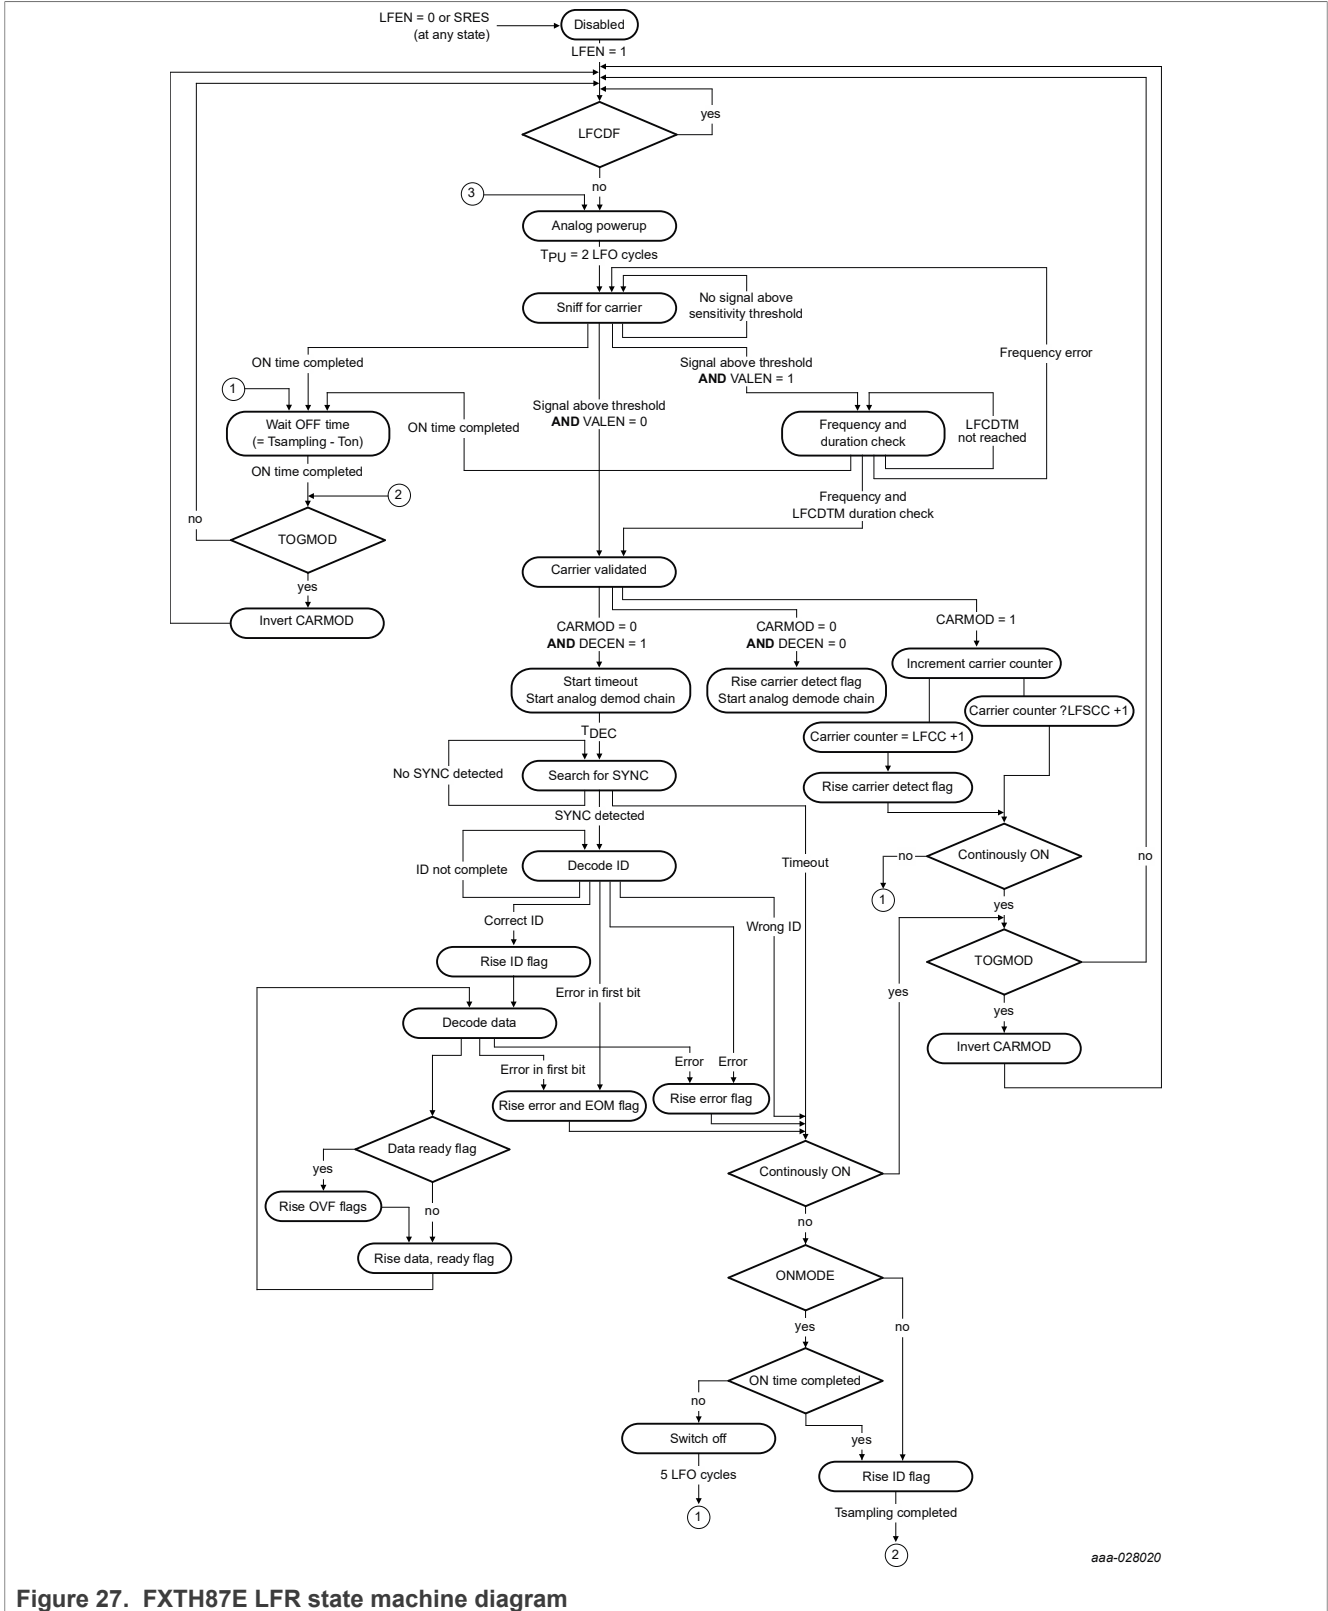 LFEN = 0 or SRES
(at any state)
Disabled
LFEN = 1
yes
LFCDF
no
3
Analog powerup
TPU = 2 LFO cycles
No signal above
sensitivity threshold
Sniff for carrier
Frequency error
ON time completed
Signal above threshold
AND VALEN = 1
1
Signal above threshold
AND VALEN = 0
Wait OFF time
(= Tsampling - Ton)
ON time completed
Frequency and
duration check
LFCDTM
not reached
ON time completed
2
Frequency and
LFCDTM duration check
no
TOGMOD
Carrier validated
yes
Invert CARMOD
CARMOD = 0
AND DECEN = 1
CARMOD = 0
AND DECEN = 0
CARMOD = 1
Increment carrier counter
Start timeout
Start analog demod chain
Rise carrier detect flag
Start analog demode chain
Carrier counter ?LFSCC +1
Carrier counter = LFCC +1
TDEC
No SYNC detected
Search for SYNC
Rise carrier detect flag
SYNC detected
ID not complete
Decode ID
Timeout
no
Continously ON
no
1
yes
Correct ID
Wrong ID
Rise ID flag
TOGMOD
Error in first bit
yes
yes
Decode data
Invert CARMOD
Error in first bit
Error
Error
Rise error and EOM flag
Rise error flag
Data ready flag
yes
Continously ON
Rise OVF flags
no
no
Rise data, ready flag
ONMODE
yes
no
ON time completed
no
Switch off
yes
5 LFO cycles
Rise ID flag
1
Tsampling completed
2
aaa-028020
Figure 27. FXTH87E LFR state machine diagram